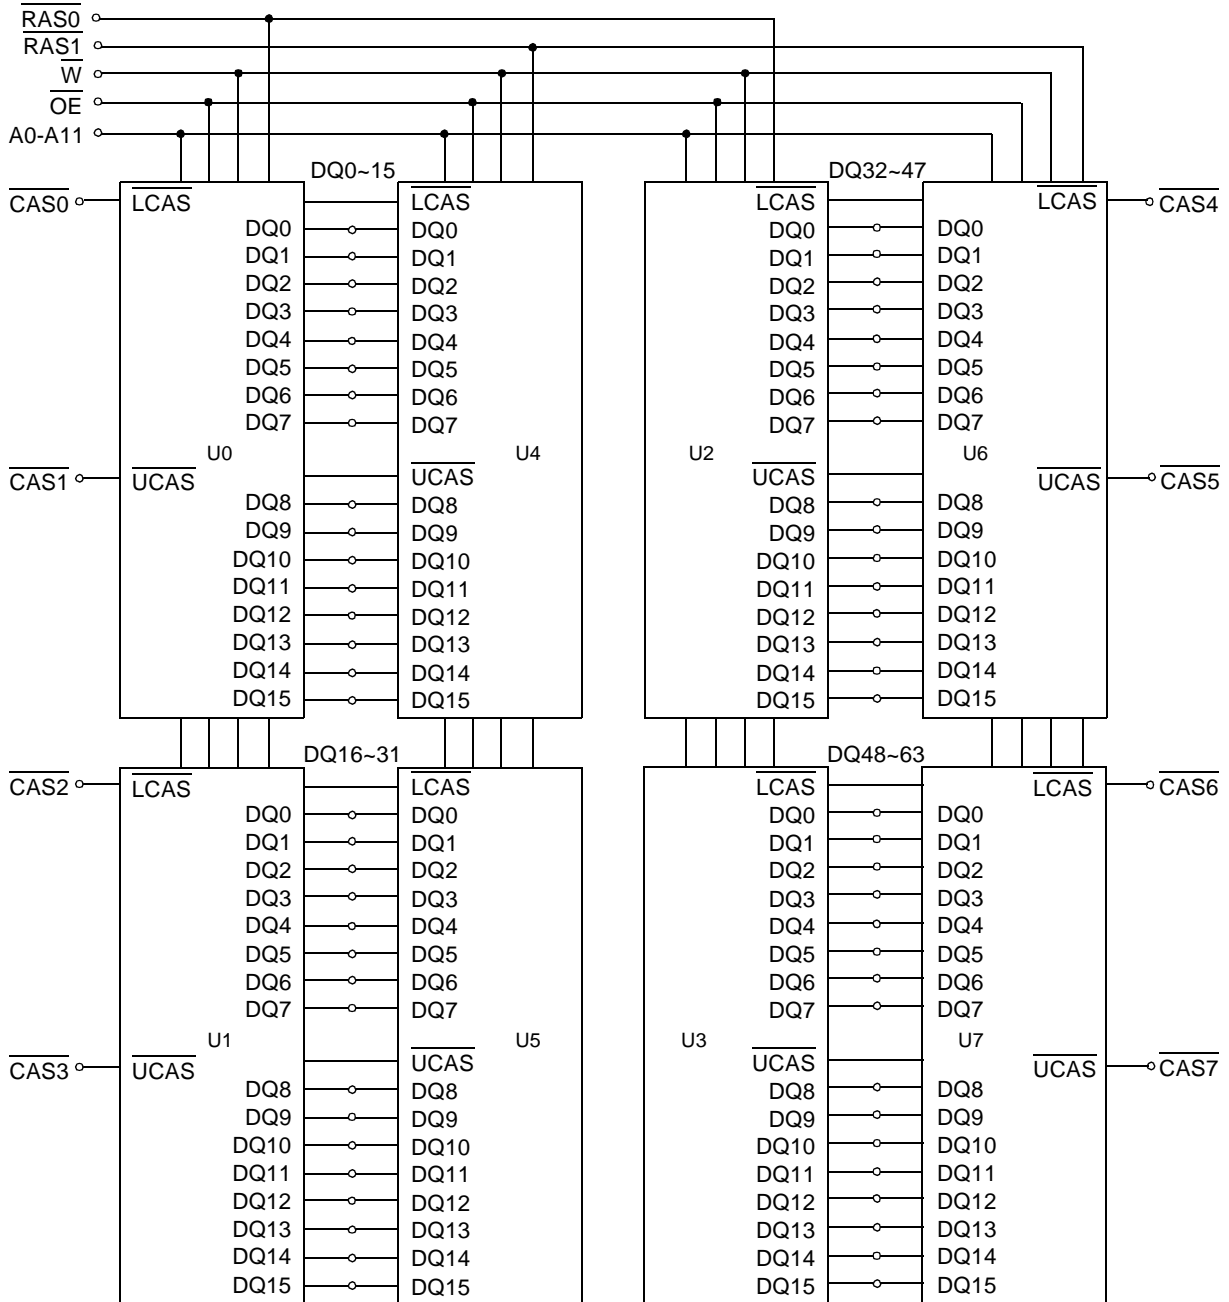 RAS0
RAS1
W
OE
A0-A11
DQ0~15 DQ32~47
CAS0 LCAS LCAS LCAS LCAS CAS4
DQ0 DQ0 DQ0 DQ0
DQ1 DQ1 DQ1 DQ1
DQ2 DQ2 DQ2 DQ2
DQ3 DQ3 DQ3 DQ3
DQ4 DQ4 DQ4 DQ4
DQ5 DQ5 DQ5 DQ5
DQ6 DQ6 DQ6 DQ6
DQ7 DQ7 DQ7 DQ7
U0 U4 U2 U6
CAS1 UCAS UCAS UCAS UCAS CAS5
DQ8 DQ8 DQ8 DQ8
DQ9 DQ9 DQ9 DQ9
DQ10 DQ10 DQ10 DQ10
DQ11 DQ11 DQ11 DQ11
DQ12 DQ12 DQ12 DQ12
DQ13 DQ13 DQ13 DQ13
DQ14 DQ14 DQ14 DQ14
DQ15 DQ15 DQ15 DQ15
DQ16~31 DQ48~63
CAS2 LCAS LCAS LCAS LCAS CAS6
DQ0 DQ0 DQ0 DQ0
DQ1 DQ1 DQ1 DQ1
DQ2 DQ2 DQ2 DQ2
DQ3 DQ3 DQ3 DQ3
DQ4 DQ4 DQ4 DQ4
DQ5 DQ5 DQ5 DQ5
DQ6 DQ6 DQ6 DQ6
DQ7 DQ7 DQ7 DQ7
U1 U5 U3 U7
CAS3 UCAS UCAS UCAS UCAS CAS7
DQ8 DQ8 DQ8 DQ8
DQ9 DQ9 DQ9 DQ9
DQ10 DQ10 DQ10 DQ10
DQ11 DQ11 DQ11 DQ11
DQ12 DQ12 DQ12 DQ12
DQ13 DQ13 DQ13 DQ13
DQ14 DQ14 DQ14 DQ14
DQ15 DQ15 DQ15 DQ15